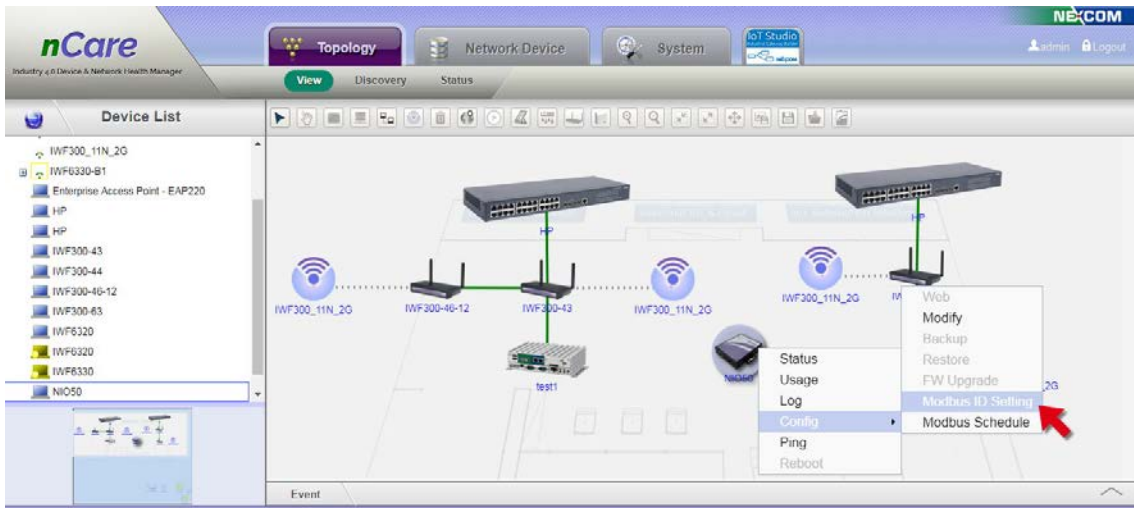 NEXCOM
nCare
Industry 4.0 Device & Network Health Manager
Topology
Network Device
System
IoT Studio
admin
Logout
View
Discovery
Status
Device List
IWF300_11N_2G
IWF6330-B1
Enterprise Access Point - EAP220
HP
HP
IWF300-43
IWF300-44
IWF300-46-12
IWF300-63
IWF6320
IWF6320
IWF6330
NIO50
HP
HP
IWF300_11N_2G
IWF300-46-12
IWF300-43
IWF300_11N_2G
IWF300_11N_2G
test1
NIO50
2G
Status
Usage
Log
Config
Ping
Reboot
Web
Modify
Backup
Restore
FW Upgrade
Modbus ID Setting
Modbus Schedule
Event